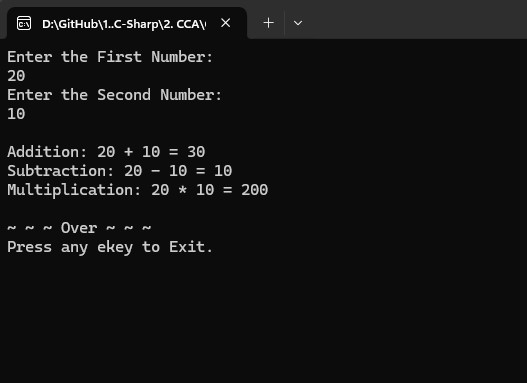 D:\GitHub\1..C-Sharp\2. CCA\
Enter the First Number:
20
Enter the Second Number:
10
Addition: 20 + 10 = 30
Subtraction: 20 - 10 = 10
Multiplication: 20 * 10 = 200
~ ~ ~ Over ~ ~ ~
Press any ekey to Exit.